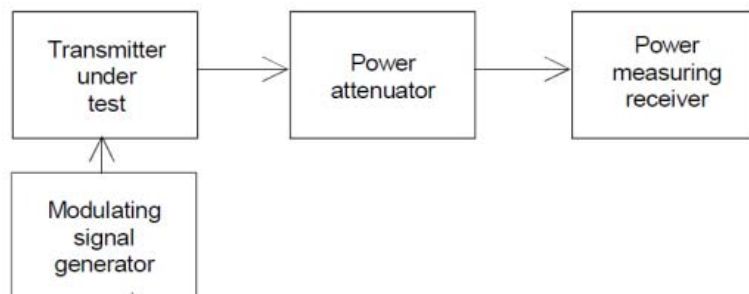 Transmitter
under
test
Power
attenuator
Power
measuring
receiver
Modulating
signal
generator